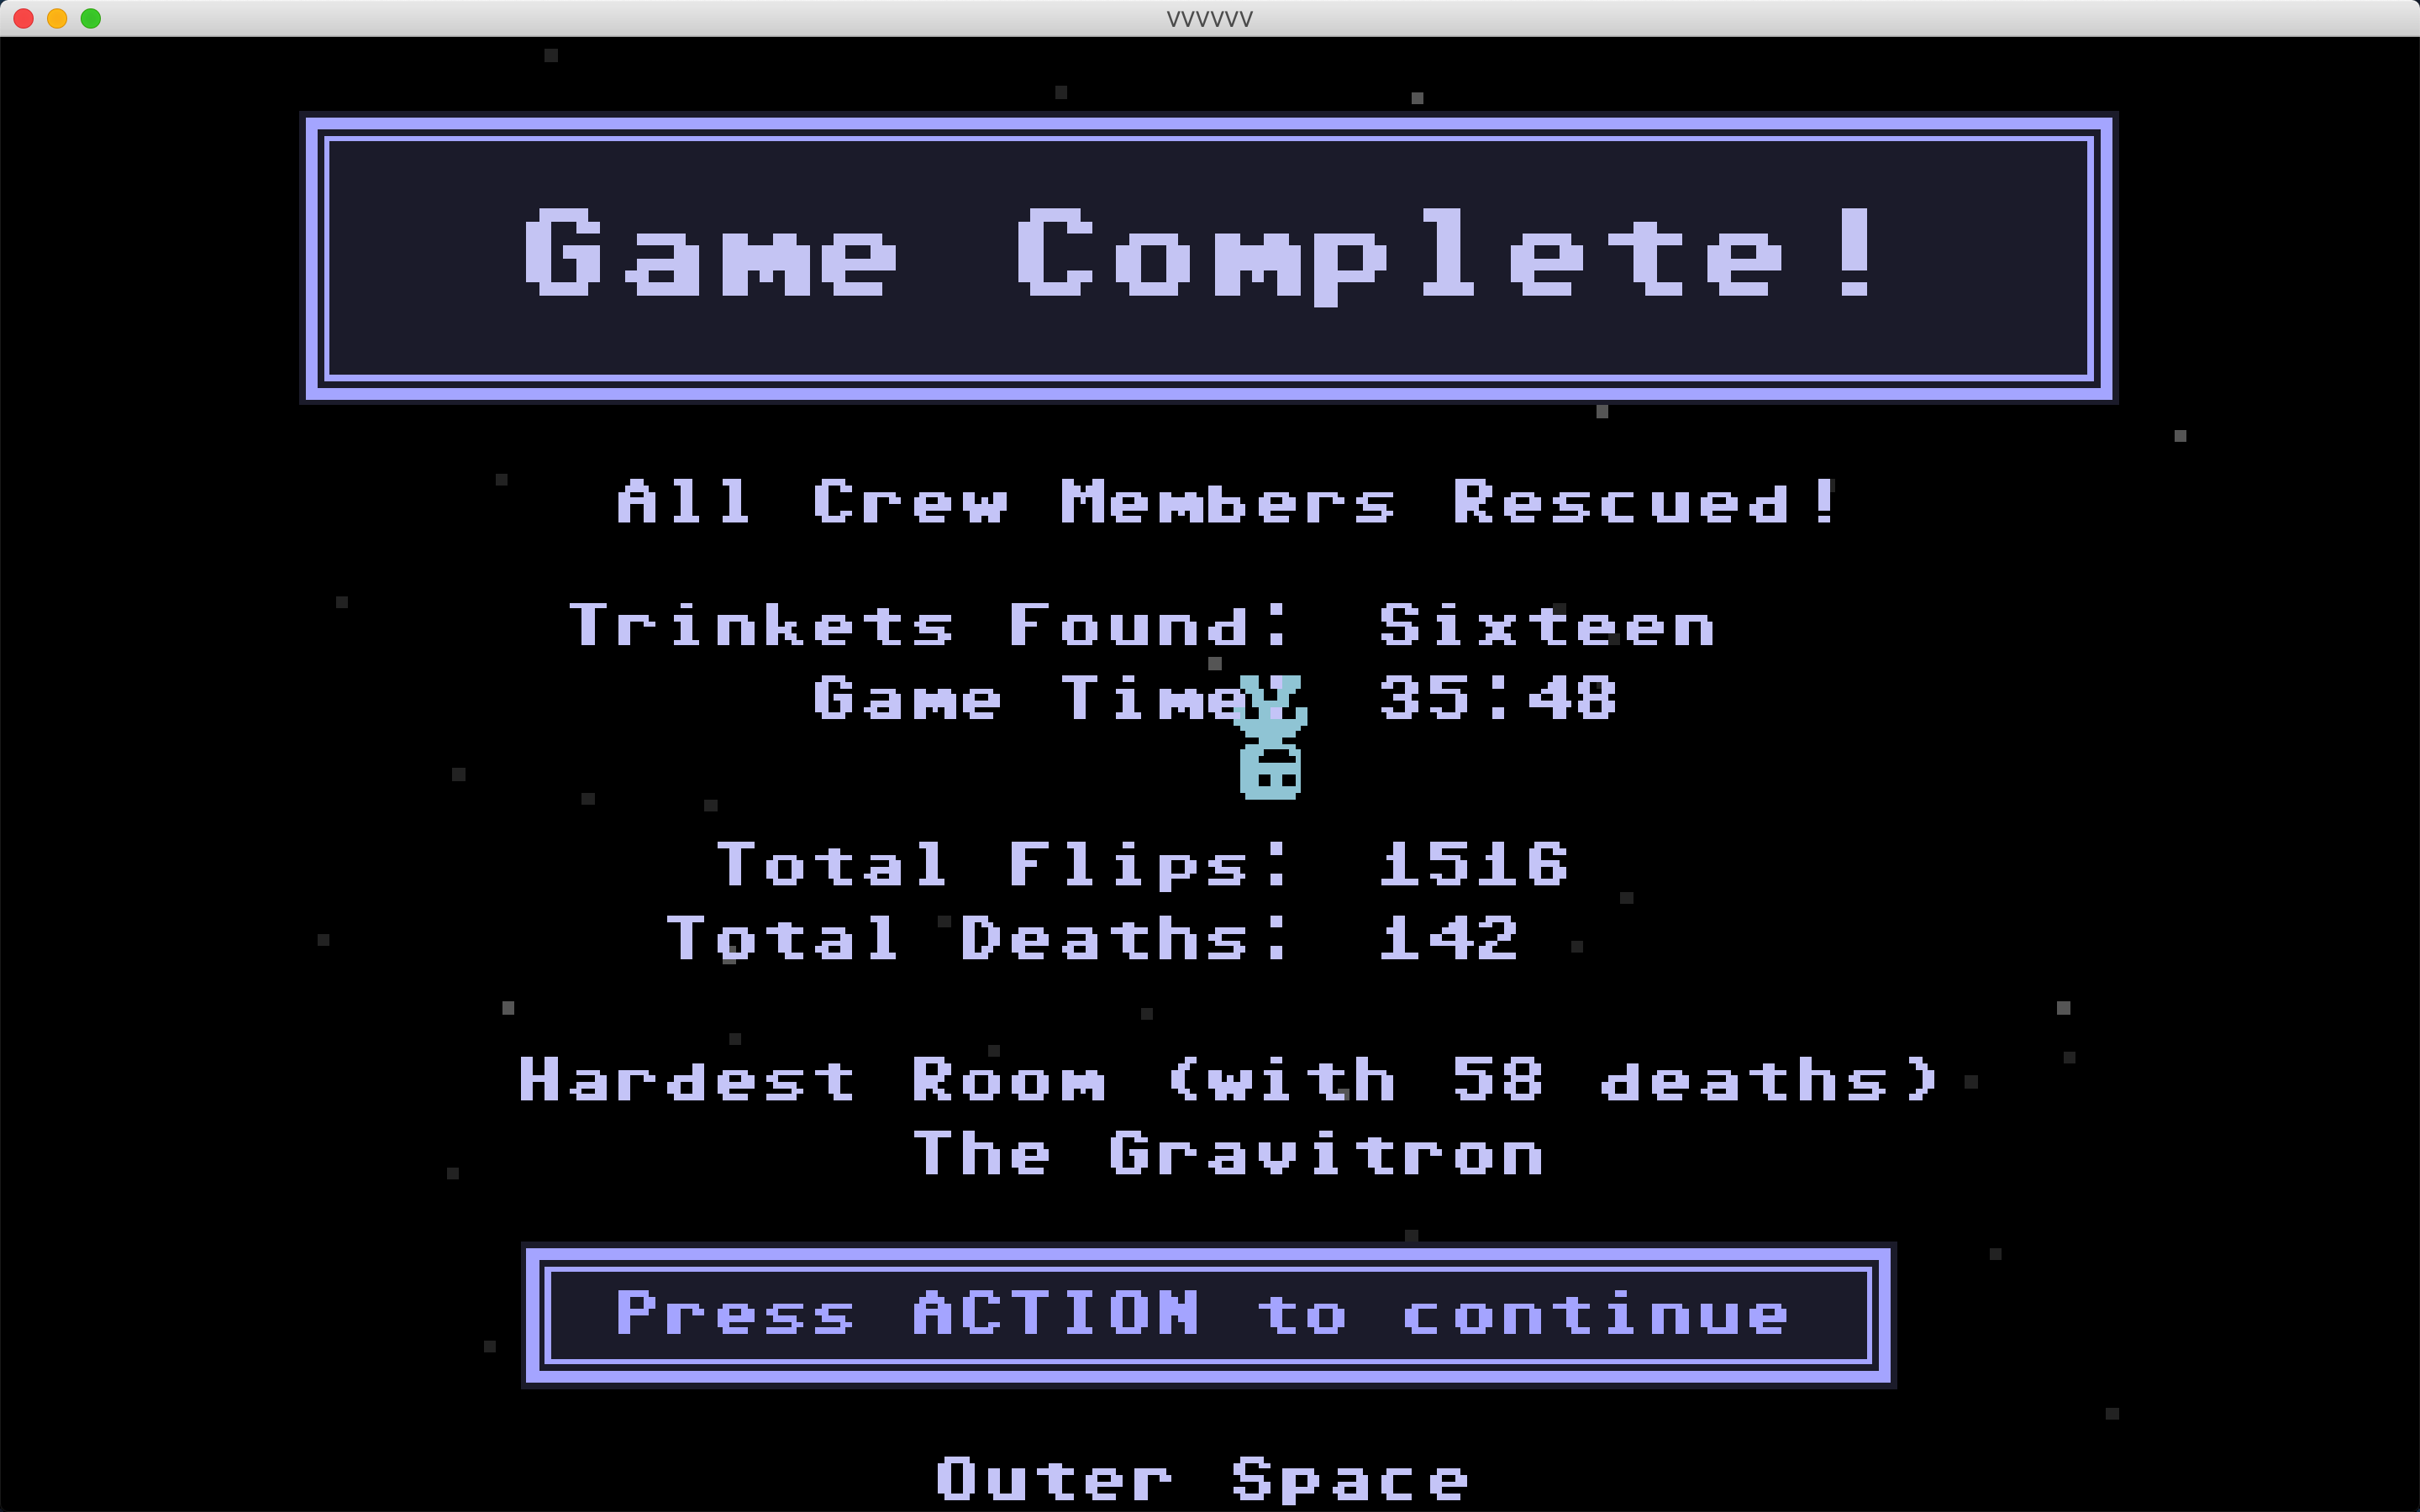 VVVVVV
Game Complete!
All Crew Members Rescued!
Trinkets Found: Sixteen
Game Time: 35:48
Total Flips: 1516
Total Deaths: 142
Hardest Room (with 58 deaths)
The Gravitron
Press ACTION to continue
Outer Space